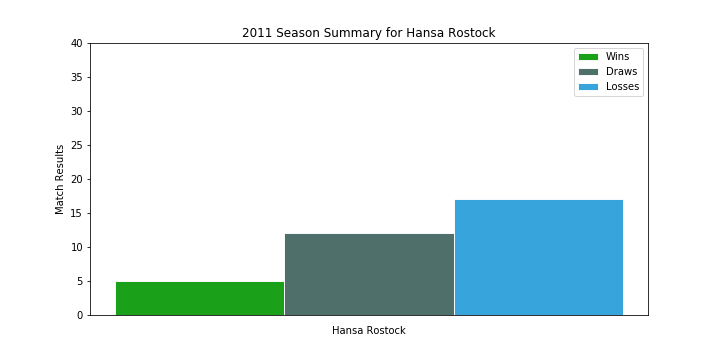 2011 Season Summary for Hansa Rostock
Match Results
40
35
30
25
20
15
10
5
0
Wins
Draws
Losses
Hansa Rostock